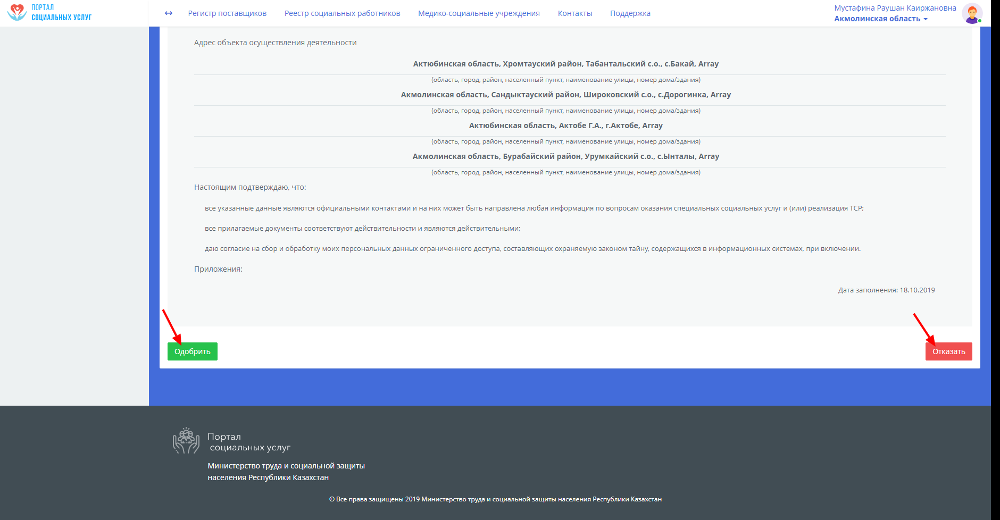 ПОРТАЛ
СОЦИАЛЬНЫХ УСЛУГ
Регистр поставщиков Реестр социальных работников Медико-социальные учреждения Контакты Поддержка
Мустафина Раушан Каиржановна
Акмолинская область
Адрес объекта осуществления деятельности
Актюбинская область, Хромтауский район, Табантальский с.о., с.Бакай, Array
(область, город, район, населенный пункт, наименование улицы, номер дома/здания)
Акмолинская область, Сандыктауский район, Широковский с.о., с.Дорогинка, Array
(область, город, район, населенный пункт, наименование улицы, номер дома/здания)
Актюбинская область, Актобе Г.А., г.Актобе, Array
(область, город, район, населенный пункт, наименование улицы, номер дома/здания)
Акмолинская область, Бурабайский район, Урумкайский с.о., с.Ынталы, Array
(область, город, район, населенный пункт, наименование улицы, номер дома/здания)
Настоящим подтверждаю, что:
все указанные данные являются официальными контактами и на них может быть направлена любая информация по вопросам оказания специальных социальных услуг и (или) реализация ТСР;
все прилагаемые документы соответствуют действительности и являются действительными;
даю согласие на сбор и обработку моих персональных данных ограниченного доступа, составляющих охраняемую законом тайну, содержащихся в информационных системах, при включении.
Приложения:
Дата заполнения: 18.10.2019
Одобрить
Отказать
Портал
социальных услуг
Министерство труда и социальной защиты
населения Республики Казахстан
© Все права защищены 2019 Министерство труда и социальной защиты населения Республики Казахстан